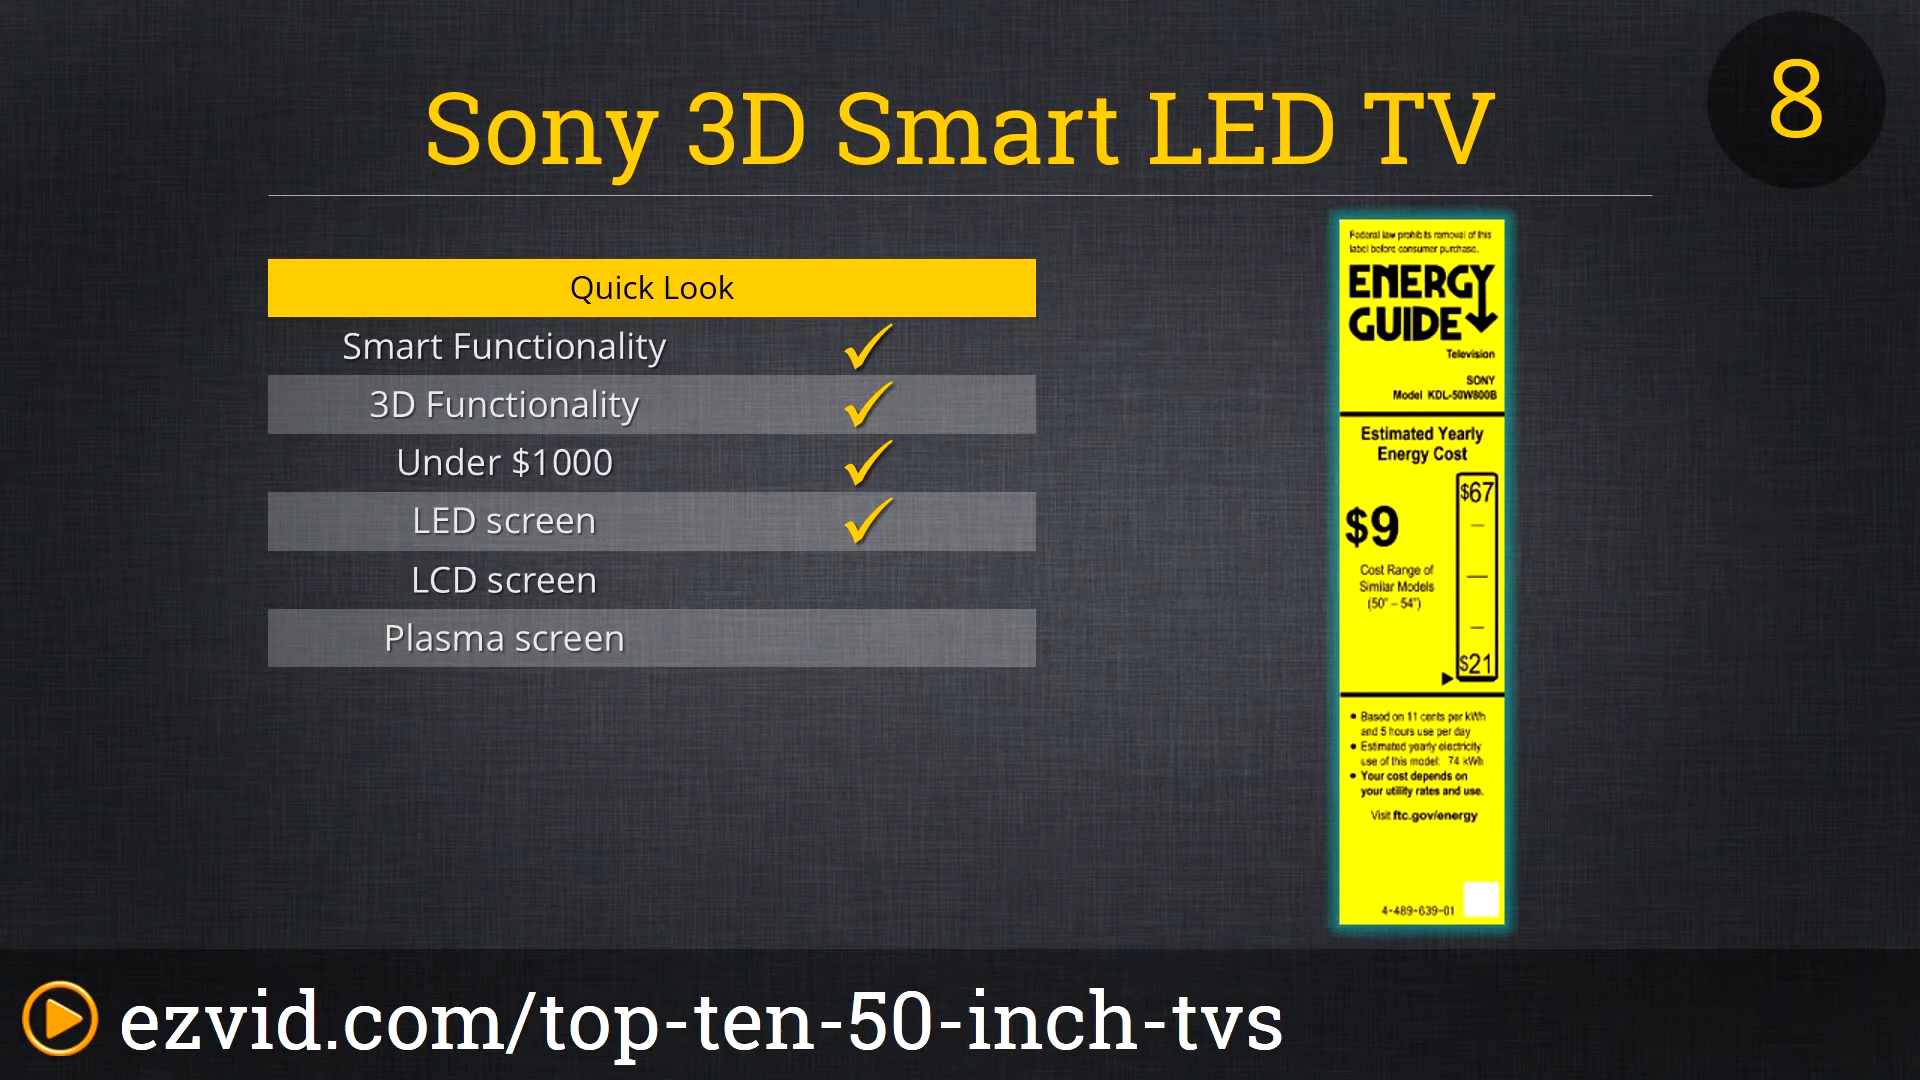 8
Sony 3D Smart LED TV
Quick Look
Smart Functionality
3D Functionality
Under $1000
LED screen
LCD screen
Plasma screen
Federal law prohibits removal of this
label before consumer purchase.
ENERGY
GUIDE
Television
SONY
Model KDL-50W800B
Estimated Yearly
Energy Cost
$67
$9
Cost Range of
Similar Models
(50" – 54")
$21
• Based on 11 cents per kWh
and 5 hours use per day
• Estimated yearly electricity
use of this model: 74 kWh
• Your cost depends on
your utility rates and use.
Visit ftc.gov/energy
4-489-639-01
ezvid.com/top-ten-50-inch-tvs